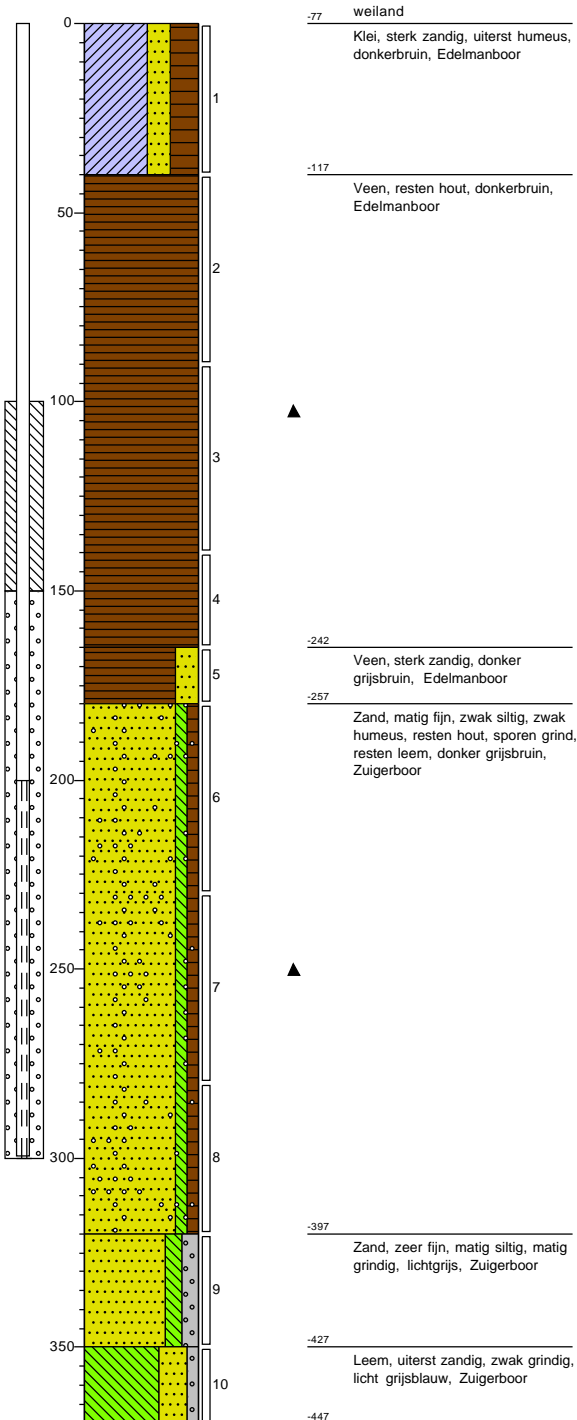 0
-77
weiland
Klei, sterk zandig, uiterst humeus,
donkerbruin, Edelmanboor
1
-117
Veen, resten hout, donkerbruin,
Edelmanboor
50
2
100
3
150
4
-242
Veen, sterk zandig, donker
grijsbruin, Edelmanboor
5
-257
Zand, matig fijn, zwak siltig, zwak
humeus, resten hout, sporen grind,
resten leem, donker grijsbruin,
Zuigerboor
200
6
7
250
300
8
-397
Zand, zeer fijn, matig siltig, matig
grindig, lichtgrijs, Zuigerboor
9
350
-427
Leem, uiterst zandig, zwak grindig,
licht grijsblauw, Zuigerboor
10
-447